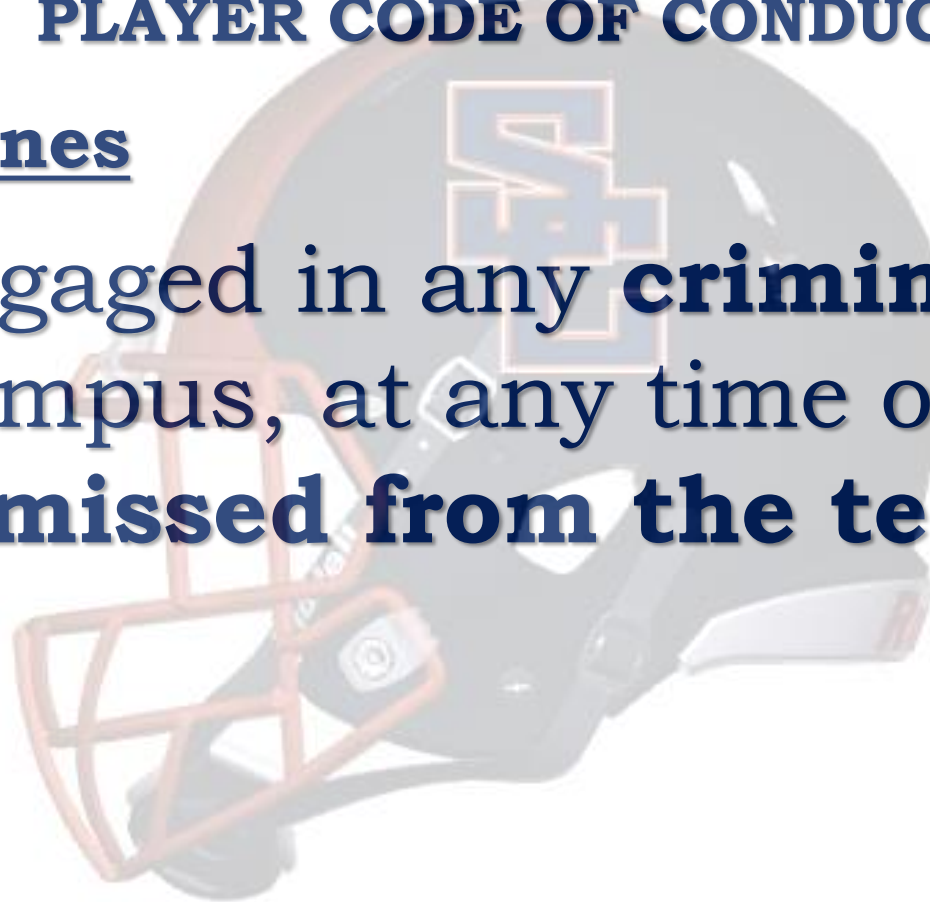 PLAYER CODE OF CONDUC
nes
gaged in any crimin
mpus, at any time o
missed from the te